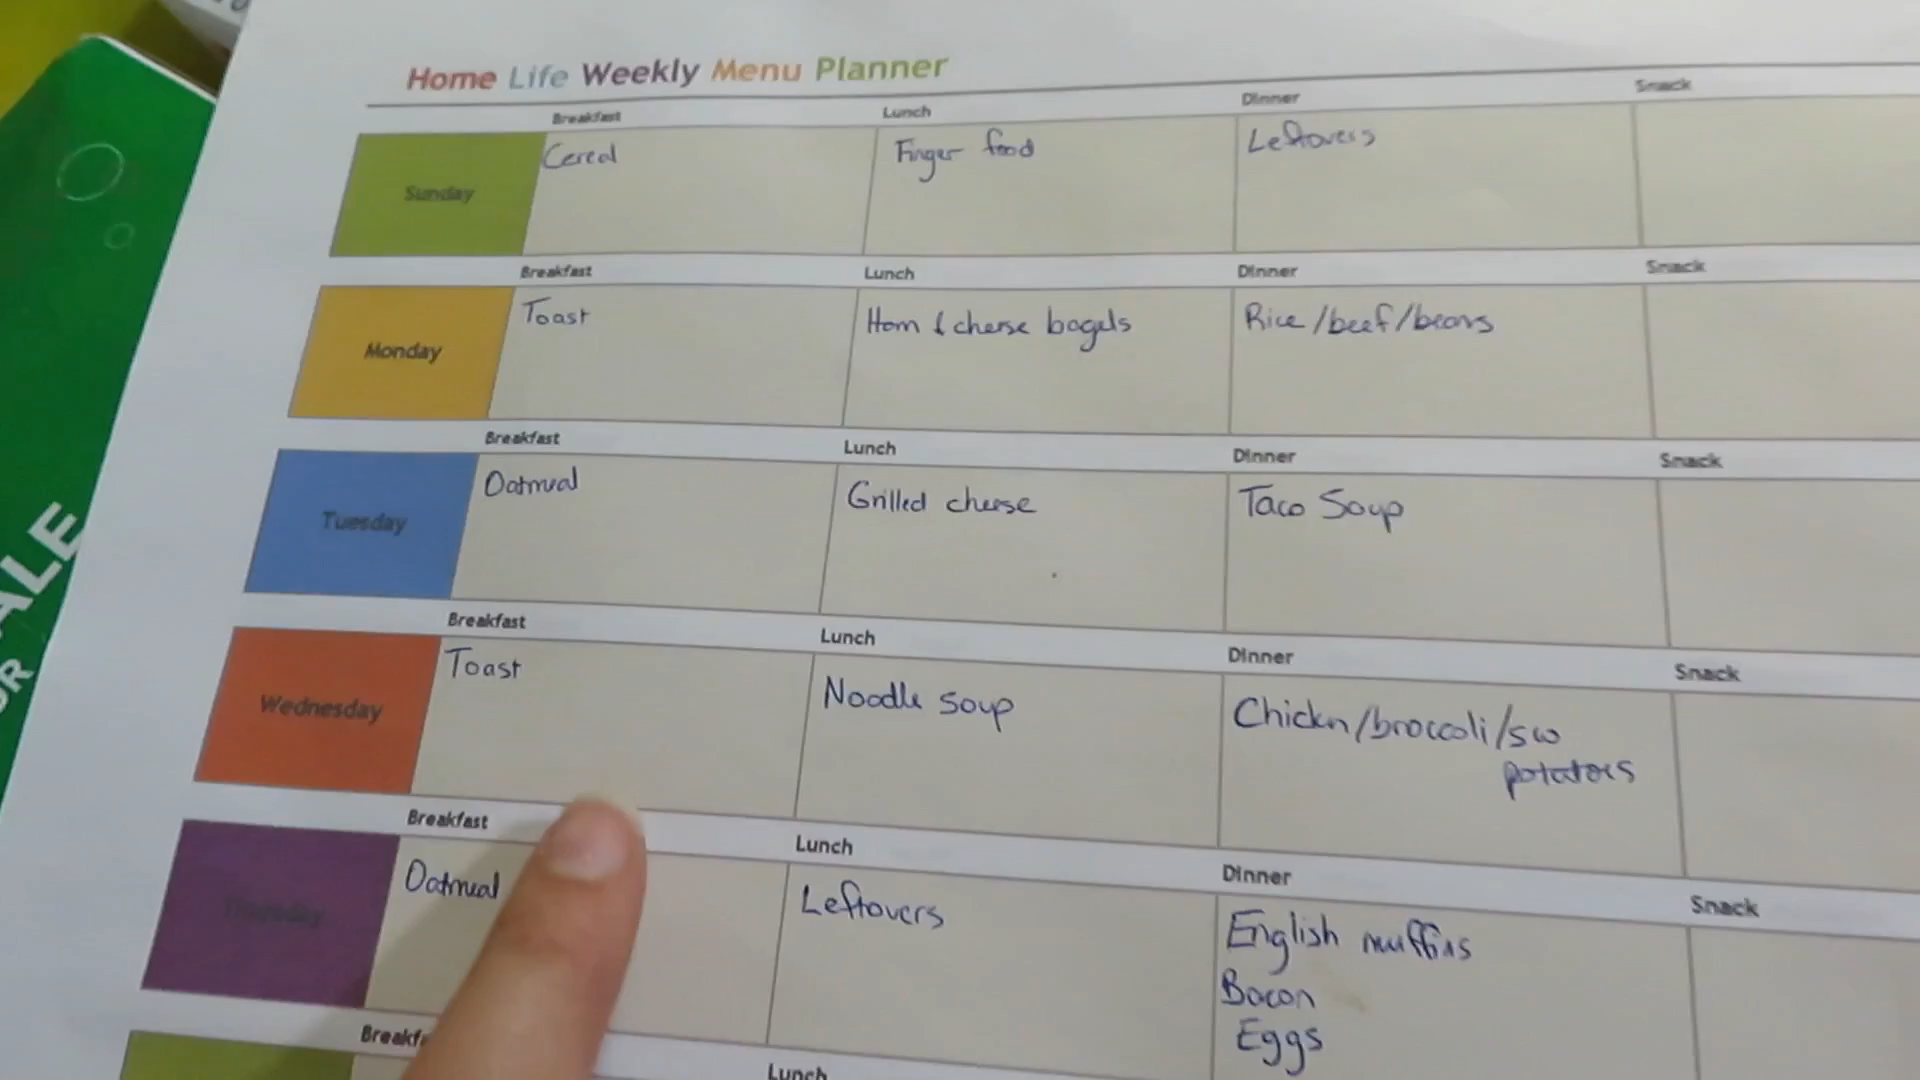 Home Life Weekly Menu Planner
Breakfast Lunch Dinner Snack
Sunday Cereal Finger food Leftovers
Breakfast Lunch Dinner Snack
Monday Toast Ham & cheese bagels Rice/beef/beans
Breakfast Lunch Dinner Snack
Tuesday Oatmeal Grilled cheese Taco Soup
Breakfast Lunch Dinner Snack
Wednesday Toast Noodle soup Chicken/broccoli/sw
potatoes
Breakfast Lunch Dinner Snack
Thursday Oatmeal Leftovers English muffins
Bacon
Eggs
Lunch
ALE
OR